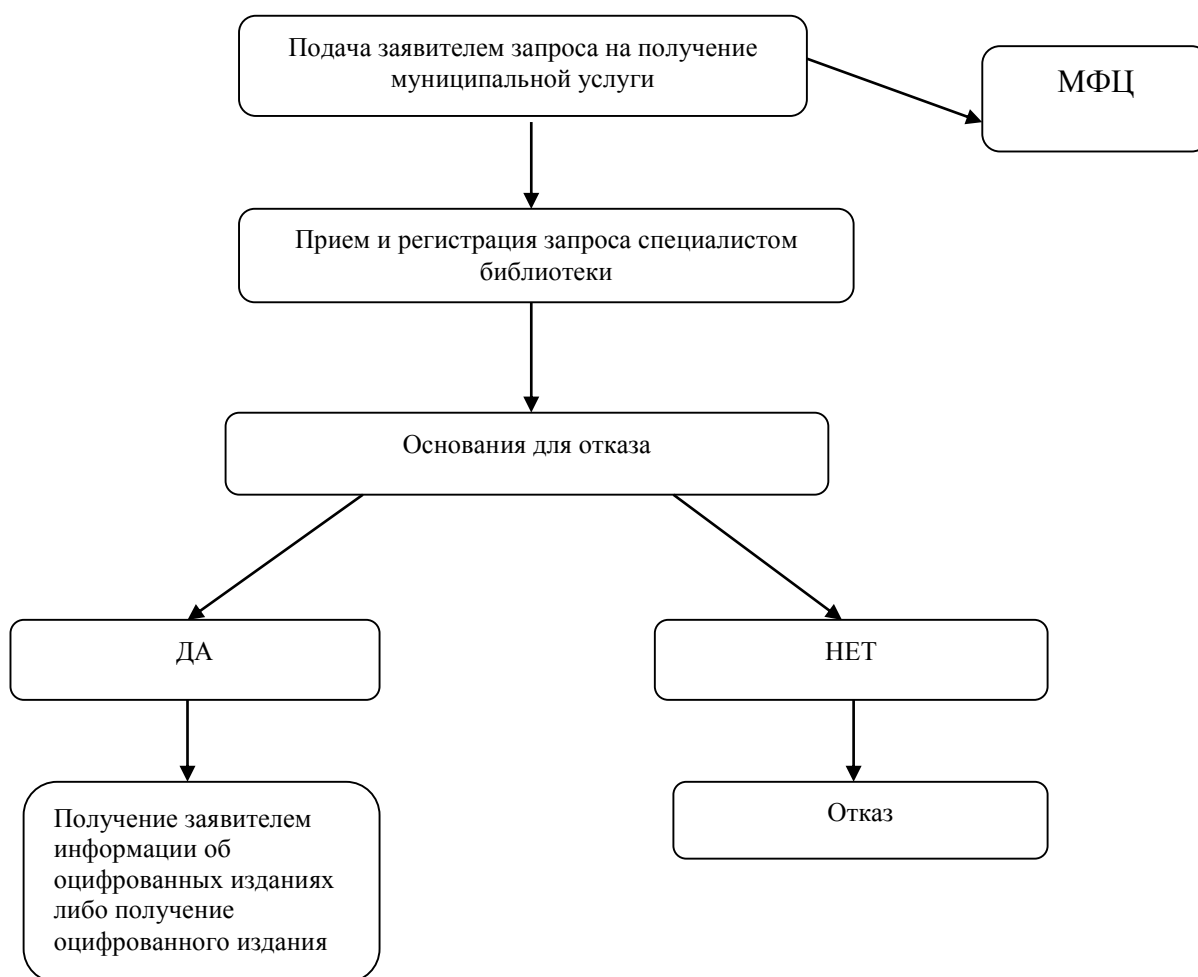 Подача заявителем запроса на получение
муниципальной услуги
МФЦ
Прием и регистрация запроса специалистом
библиотеки
Основания для отказа
ДА
НЕТ
Получение заявителем
информации об
оцифрованных изданиях
либо получение
оцифрованного издания
Отказ